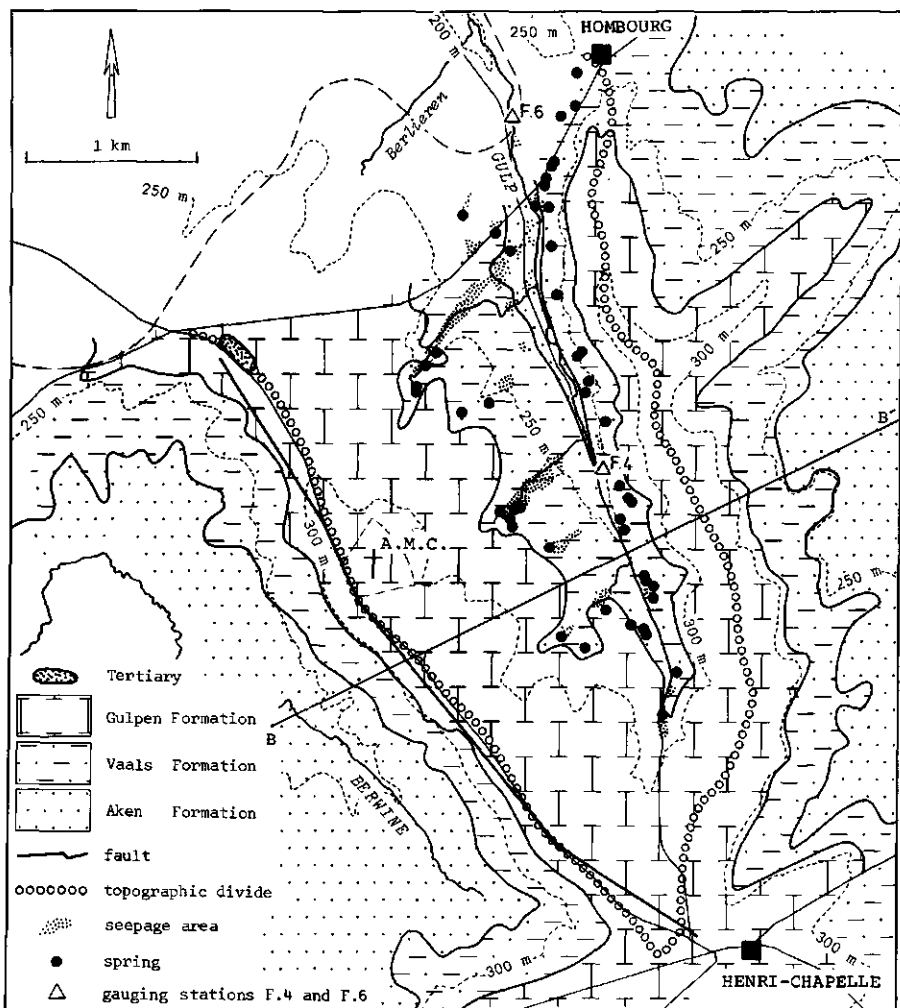 HOMBOURG
250 m
200 m
Berlieren
F.6
GULP
1 km
250 m
250 m
300 m
250 m
250 m
B
F.4
A.M.C.
300 m
250 m
300 m
B
BERWINE
300 m
300 m
HENRI-CHAPELLE
Tertiary
Gulpen Formation
Vaals Formation
Aken Formation
fault
topographic divide
seepage area
spring
gauging stations F.4 and F.6